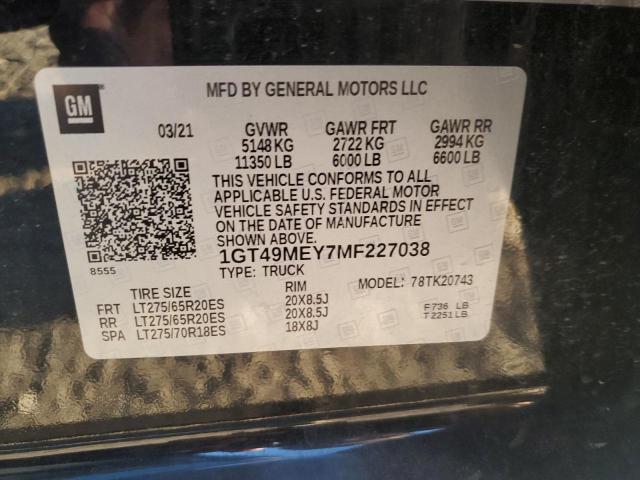 GM
MFD BY GENERAL MOTORS LLC
03/21 GVWR GAWR FRT GAWR RR
5148 KG 2722 KG 2994 KG
11350 LB 6000 LB 6600 LB
THIS VEHICLE CONFORMS TO ALL
APPLICABLE U.S. FEDERAL MOTOR
VEHICLE SAFETY STANDARDS IN EFFECT
ON THE DATE OF MANUFACTURE
SHOWN ABOVE.
8555
1GT49MEY7MF227038
TYPE: TRUCK MODEL: 78TK20743
TIRE SIZE RIM
FRT LT275/65R20ES 20X8.5J F736 LB
RR LT275/65R20ES 20X8.5J T2251LB
SPA LT275/70R18ES 18X8J